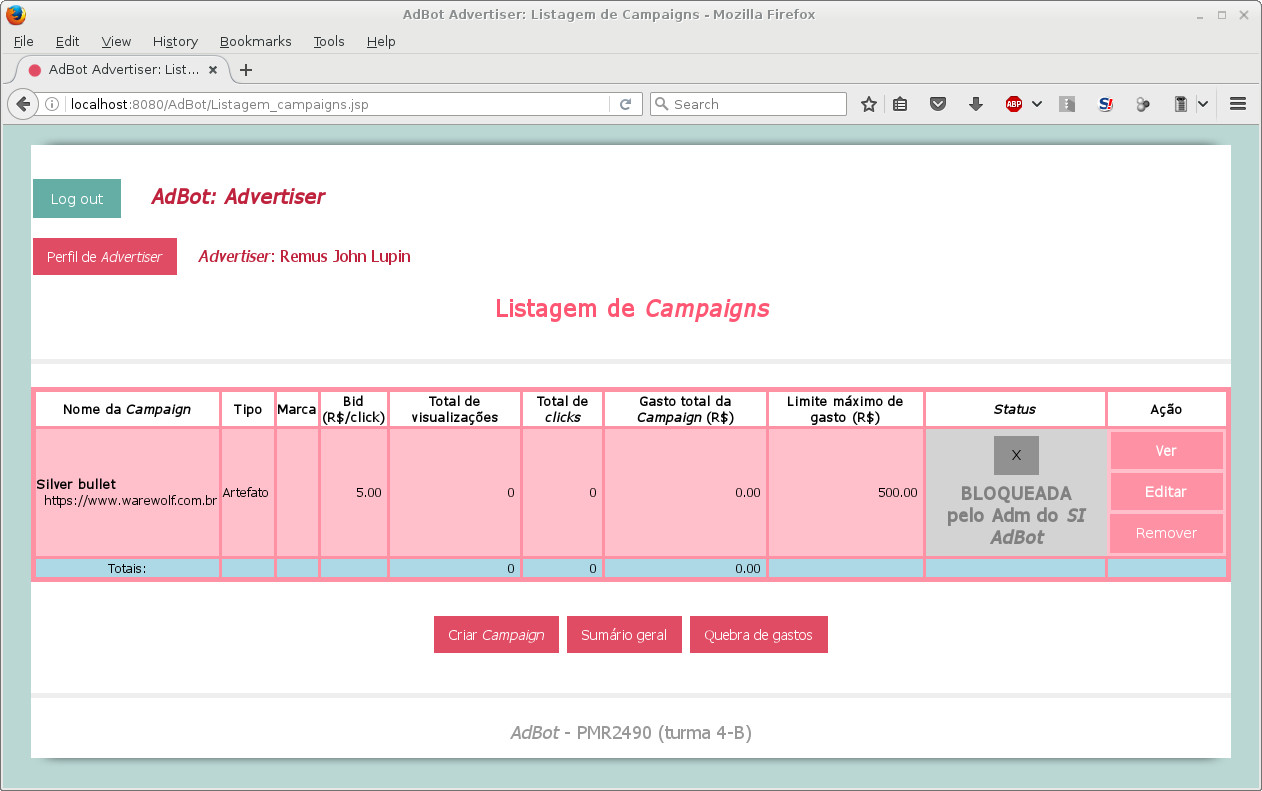 AdBot Advertiser: Listagem de Campaigns - Mozilla Firefox
File Edit View History Bookmarks Tools Help
AdBot Advertiser: List...
localhost:8080/AdBot/Listagem_campaigns.jsp
Search
ABP
S!
Log out
AdBot: Advertiser
Perfil de Advertiser
Advertiser: Remus John Lupin
Listagem de Campaigns
Nome da Campaign
Tipo
Marca
Bid
(R$/click)
Total de
visualizações
Total de
clicks
Gasto total da
Campaign (R$)
Limite máximo de
gasto (R$)
Status
Ação
Silver bullet
https://www.warewolf.com.br
Artefato
5.00
0
0
0.00
500.00
X
BLOQUEADA
pelo Adm do SI
AdBot
Ver
Editar
Remover
Totais:
0
0
0.00
Criar Campaign
Sumário geral
Quebra de gastos
AdBot - PMR2490 (turma 4-B)